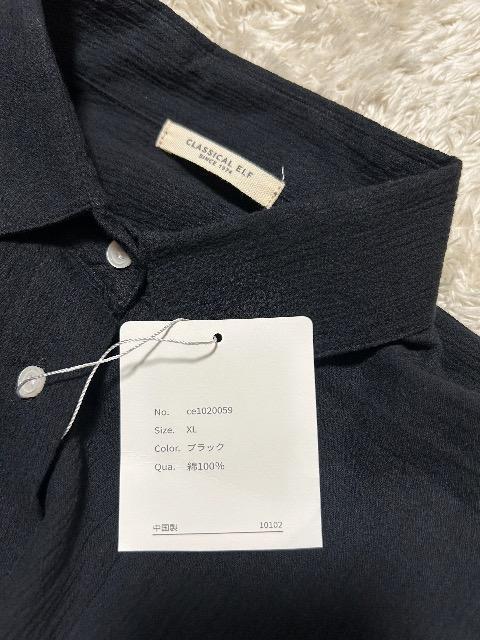 CLASSICAL ELF
SINCE 1974
No. ce1020059
Size. XL
Color. ブラック
Qua. 綿100%
中国製 10102